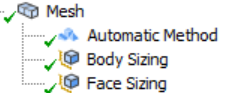 Mesh
Automatic Method
Body Sizing
Face Sizing